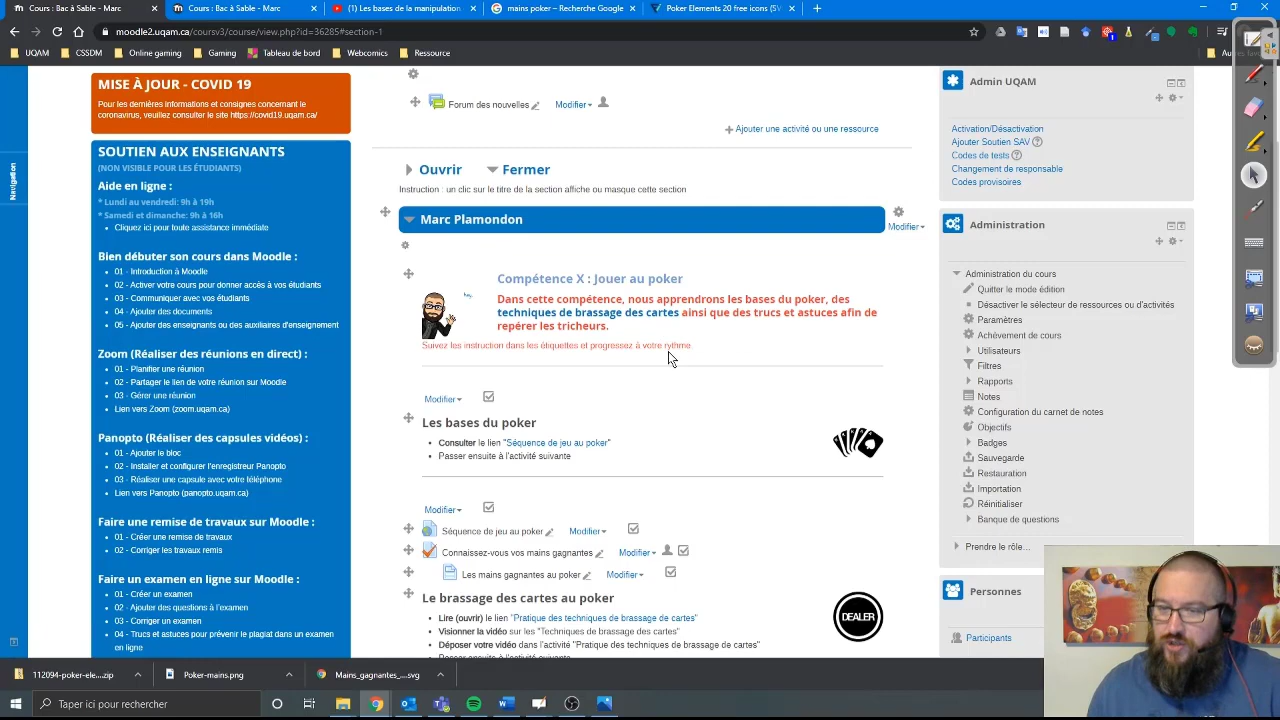 Cours : Bac à Sable - Marc-
Cours : Bac à Sable - Marc-
(1) Les bases de la manipulation
mains poker – Recherche Google
Poker Elements 20 free icons (SV
moodle2.uqam.ca/coursv3/course/view.php?id=36285#section-1
UQAM
CSSDM
Online gaming
Gaming
Tableau de bord
Webcomics
Ressource
Navigation
MISE À JOUR - COVID 19
Pour les dernières informations et consignes concernant le
coronavirus, veuillez consulter le site https://covid19.uqam.ca/
SOUTIEN AUX ENSEIGNANTS
(NON VISIBLE POUR LES ÉTUDIANTS)
Aide en ligne :
* Lundi au vendredi: 9h à 19h
* Samedi et dimanche: 9h à 16h
• Cliquez ici pour toute assistance immédiate
Bien débuter son cours dans Moodle :
• 01 - Introduction à Moodle
• 02 - Activer votre cours pour donner accès à vos étudiants
• 03 - Communiquer avec vos étudiants
• 04 - Ajouter des documents
• 05 - Ajouter des enseignants ou des auxiliaires d'enseignement
Zoom (Réaliser des réunions en direct) :
• 01 - Planifier une réunion
• 02 - Partager le lien de votre réunion sur Moodle
• 03 - Gérer une réunion
• Lien vers Zoom (zoom.uqam.ca)
Panopto (Réaliser des capsules vidéos) :
• 01 - Ajouter le bloc
• 02 - Installer et configurer l'enregistreur Panopto
• 03 - Réaliser une capsule avec votre téléphone
• Lien vers Panopto (panopto.uqam.ca)
Faire une remise de travaux sur Moodle :
• 01 - Créer une remise de travaux
• 02 - Corriger les travaux remis
Faire un examen en ligne sur Moodle :
• 01 - Créer un examen
• 02 - Ajouter des questions à l'examen
• 03 - Corriger un examen
• 04 - Trucs et astuces pour prévenir le plagiat dans un examen
en ligne
Forum des nouvelles
Modifier
Ajouter une activité ou une ressource
Ouvrir
Fermer
Instruction : un clic sur le titre de la section affiche ou masque cette section
Marc Plamondon
Modifier
Compétence X : Jouer au poker
Dans cette compétence, nous apprendrons les bases du poker, des
techniques de brassage des cartes ainsi que des trucs et astuces afin de
repérer les tricheurs.
Suivez les instruction dans les étiquettes et progressez à votre rythme.
Modifier
Les bases du poker
• Consulter le lien "Séquence de jeu au poker"
• Passer ensuite à l'activité suivante
Modifier
Séquence de jeu au poker
Modifier
Connaissez-vous vos mains gagnantes
Modifier
Les mains gagnantes au poker
Modifier
Le brassage des cartes au poker
DEALER
• Lire (ouvrir) le lien "Pratique des techniques de brassage de cartes"
• Visionner la vidéo sur les "Techniques de brassage des cartes"
• Déposer votre vidéo dans l'activité "Pratique des techniques de brassage de cartes"
• Passer ensuite à l'activité suivante
Admin UQAM
Activation/Désactivation
Ajouter Soutien SAV
Codes de tests
Changement de responsable
Codes provisoires
Administration
Administration du cours
Quitter le mode édition
Désactiver le sélecteur de ressources ou d'activités
Paramètres
Achèvement de cours
Utilisateurs
Filtres
Rapports
Notes
Configuration du carnet de notes
Objectifs
Badges
Sauvegarde
Restauration
Importation
Réinitialiser
Banque de questions
Prendre le rôle...
Personnes
Participants
112094-poker-ele....zip
Poker-mains.png
Mains_gagnantes_...svg
Taper ici pour rechercher